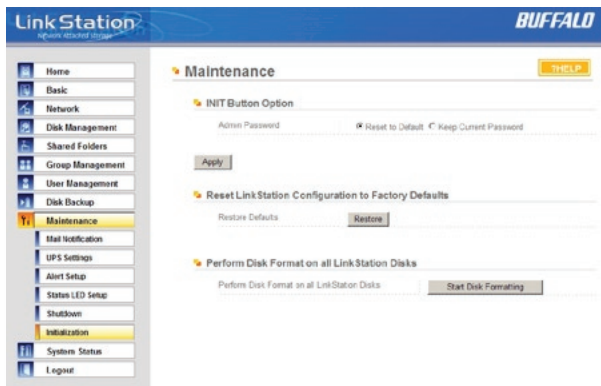 LinkStation
Network Attached Storage
BUFFALO
Home
Basic
Network
Disk Management
Shared Folders
Group Management
User Management
Disk Backup
Maintenance
Mail Notification
UPS Settings
Alert Setup
Status LED Setup
Shutdown
Initialization
System Status
Logout
Maintenance
?HELP
INIT Button Option
Admin Password
Reset to Default
Keep Current Password
Apply
Reset LinkStation Configuration to Factory Defaults
Restore Defaults
Restore
Perform Disk Format on all LinkStation Disks
Perform Disk Format on all LinkStation Disks
Start Disk Formatting